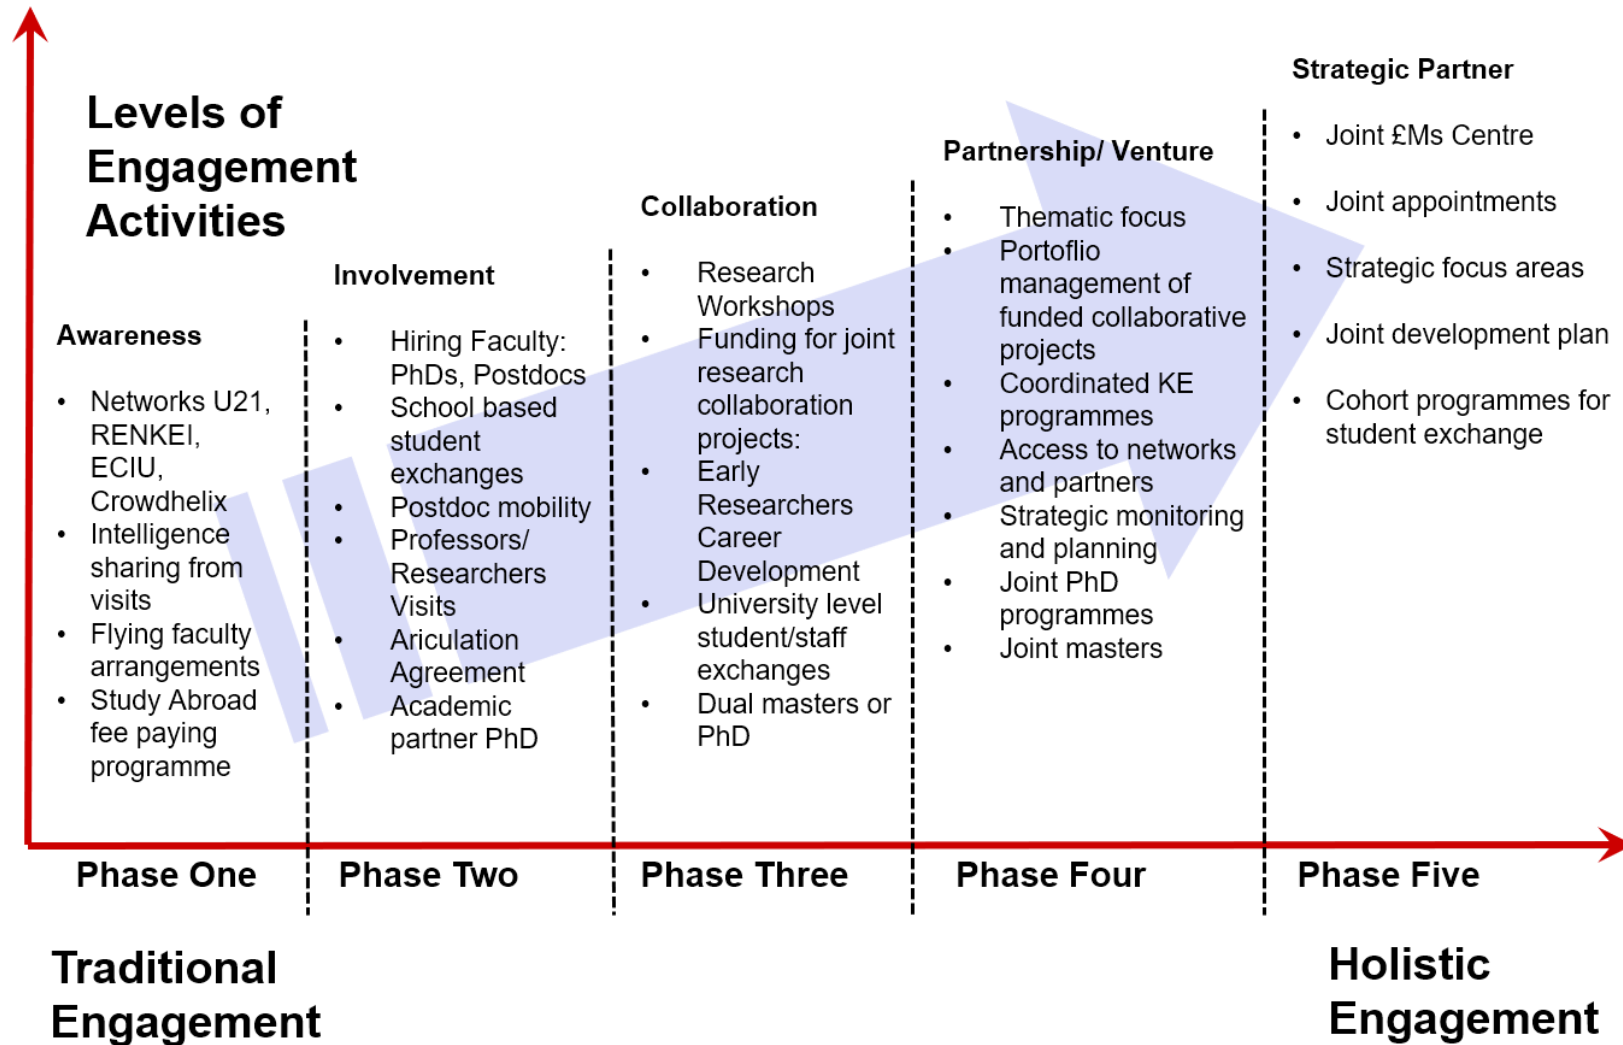 Levels of
Engagement
Activities
Awareness
• Networks U21,
RENKEI,
ECIU,
Crowdhelix
• Intelligence
sharing from
visits
• Flying faculty
arrangements
• Study Abroad
fee paying
programme
Involvement
• Hiring Faculty:
PhDs, Postdocs
• School based
student
exchanges
• Postdoc mobility
• Professors/
Researchers
Visits
• Ariculation
Agreement
• Academic
partner PhD
Collaboration
• Research
Workshops
• Funding for joint
research
collaboration
projects:
• Early
Researchers
Career
Development
• University level
student/staff
exchanges
• Dual masters or
PhD
Partnership/ Venture
• Thematic focus
• Portoflio
management of
funded collaborative
projects
• Coordinated KE
programmes
• Access to networks
and partners
• Strategic monitoring
and planning
• Joint PhD
programmes
• Joint masters
Strategic Partner
• Joint £Ms Centre
• Joint appointments
• Strategic focus areas
• Joint development plan
• Cohort programmes for
student exchange
Phase One
Phase Two
Phase Three
Phase Four
Phase Five
Traditional
Engagement
Holistic
Engagement